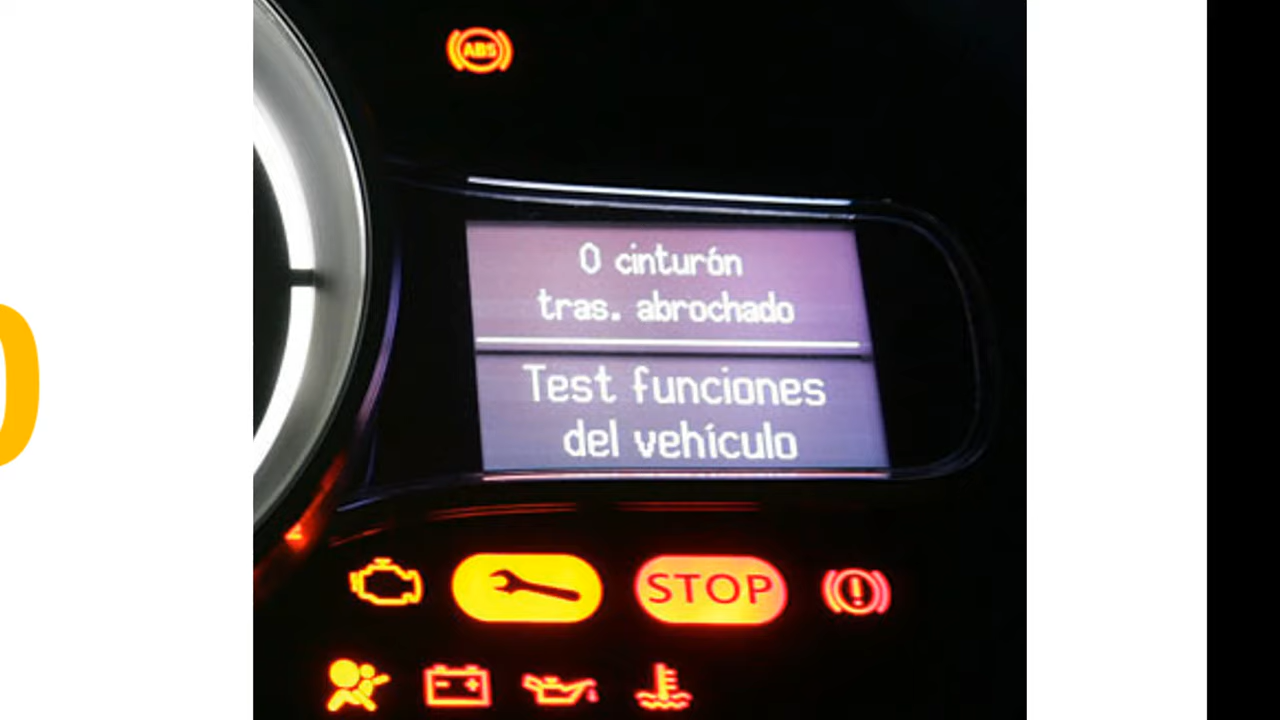 ABS
0 cinturón
tras. abrochado
Test funciones
del vehículo
STOP